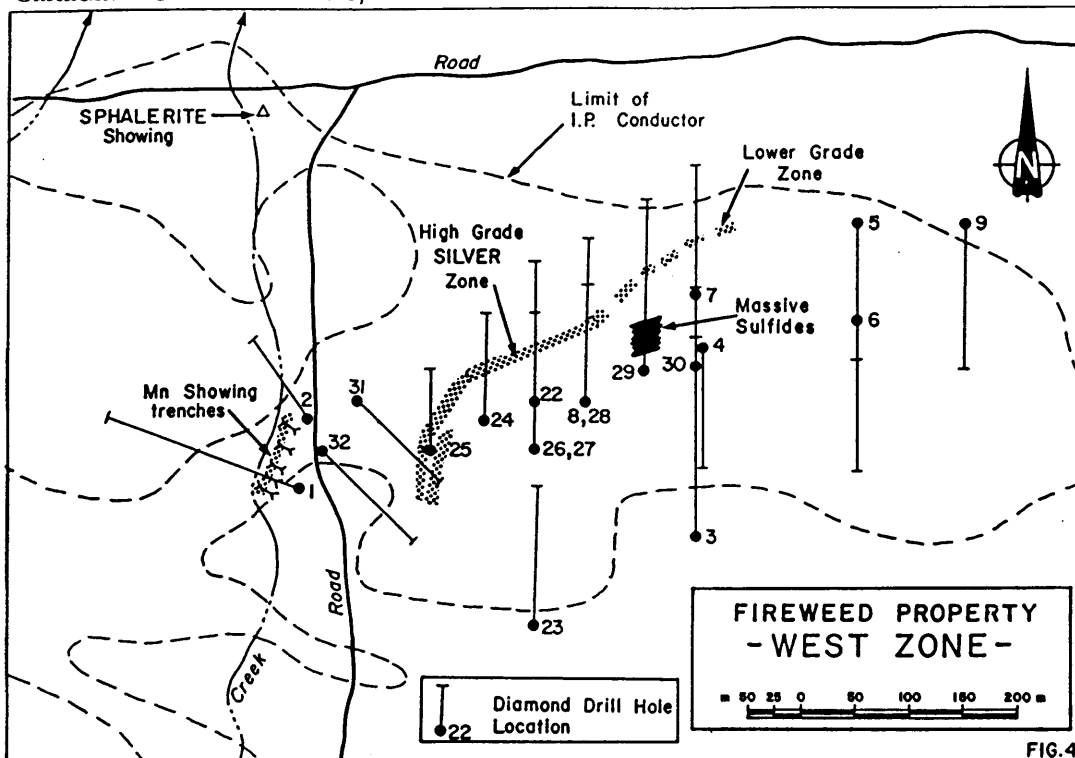 Road
SPHALERITE
Showing
Limit of
I.P. Conductor
Lower Grade
Zone
N
High Grade
SILVER
Zone
5
9
7
Massive
Sulfides
6
4
30
29
31
Mn Showing
trenches
2
22
8,28
24
32
25
26,27
1
3
Road
23
Creek
22
Diamond Drill Hole
Location
FIREWEED PROPERTY
-WEST ZONE-
m 50 25 0 50 100 150 200 m
FIG.4